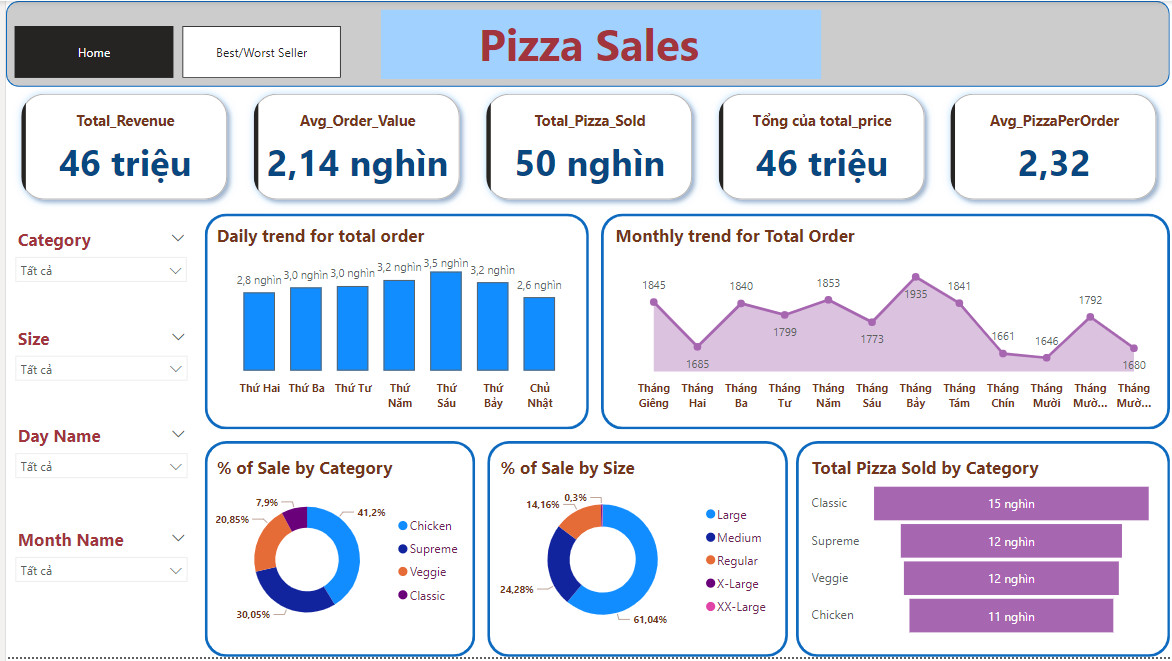 Home
Best/Worst Seller
Pizza Sales
Total_Revenue
46 triệu
Avg_Order_Value
2,14 nghìn
Total_Pizza_Sold
50 nghìn
Tổng của total_price
46 triệu
Avg_PizzaPerOrder
2,32
Category
Tất cả
Size
Tất cả
Day Name
Tất cả
Month Name
Tất cả
Daily trend for total order
2,8 nghìn
3,0 nghìn
3,0 nghìn
3,2 nghìn
3,5 nghìn
3,2 nghìn
2,6 nghìn
Thứ Hai
Thứ Ba
Thứ Tư
Thứ
Năm
Thứ
Sáu
Thứ
Bảy
Chủ
Nhật
Monthly trend for Total Order
1845
1685
1840
1799
1853
1773
1935
1841
1661
1646
1792
1680
Tháng
Giêng
Tháng
Hai
Tháng
Ba
Tháng
Tư
Tháng
Năm
Tháng
Sáu
Tháng
Bảy
Tháng
Tám
Tháng
Chín
Tháng
Mười
Tháng
Mườ...
Tháng
Mườ...
% of Sale by Category
7,9%
41,2%
20,85%
30,05%
Chicken
Supreme
Veggie
Classic
% of Sale by Size
0,3%
14,16%
24,28%
61,04%
Large
Medium
Regular
X-Large
XX-Large
Total Pizza Sold by Category
Classic
15 nghìn
Supreme
12 nghìn
Veggie
12 nghìn
Chicken
11 nghìn